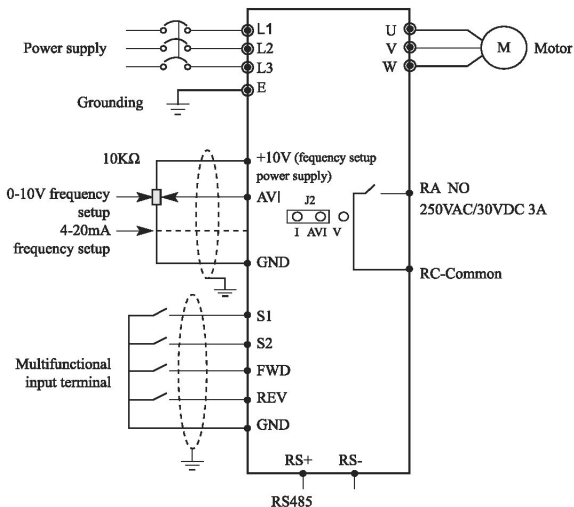 Power supply
L1
L2
L3
E
Grounding
U
V
W
M
Motor
10KΩ
+10V (fequency setup
power supply)
0-10V frequency
setup
4-20mA
frequency setup
AVI
J2
I AVI V
GND
RA NO
250VAC/30VDC 3A
RC-Common
Multifunctional
input terminal
S1
S2
FWD
REV
GND
RS+
RS-
RS485